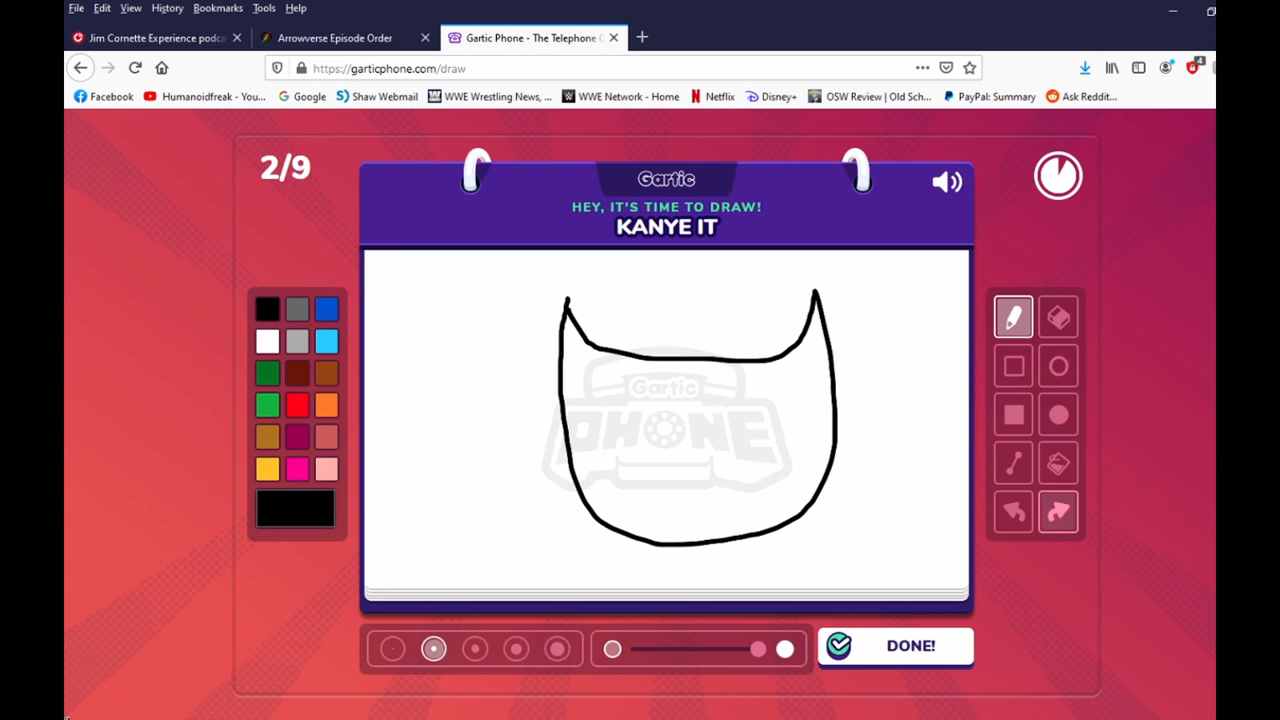 File Edit View History Bookmarks Tools Help
Jim Cornette Experience podca Arrowverse Episode Order Gartic Phone - The Telephone G
https://garticphone.com/draw
4
Facebook Humanoidfreak - You... Google Shaw Webmail WWE Wrestling News, ... WWE Network - Home Netflix Disney+ OSW Review | Old Sch... PayPal: Summary Ask Reddit...
2/9
Gartic
HEY, IT'S TIME TO DRAW!
KANYE IT
Gartic
PHONE
DONE!